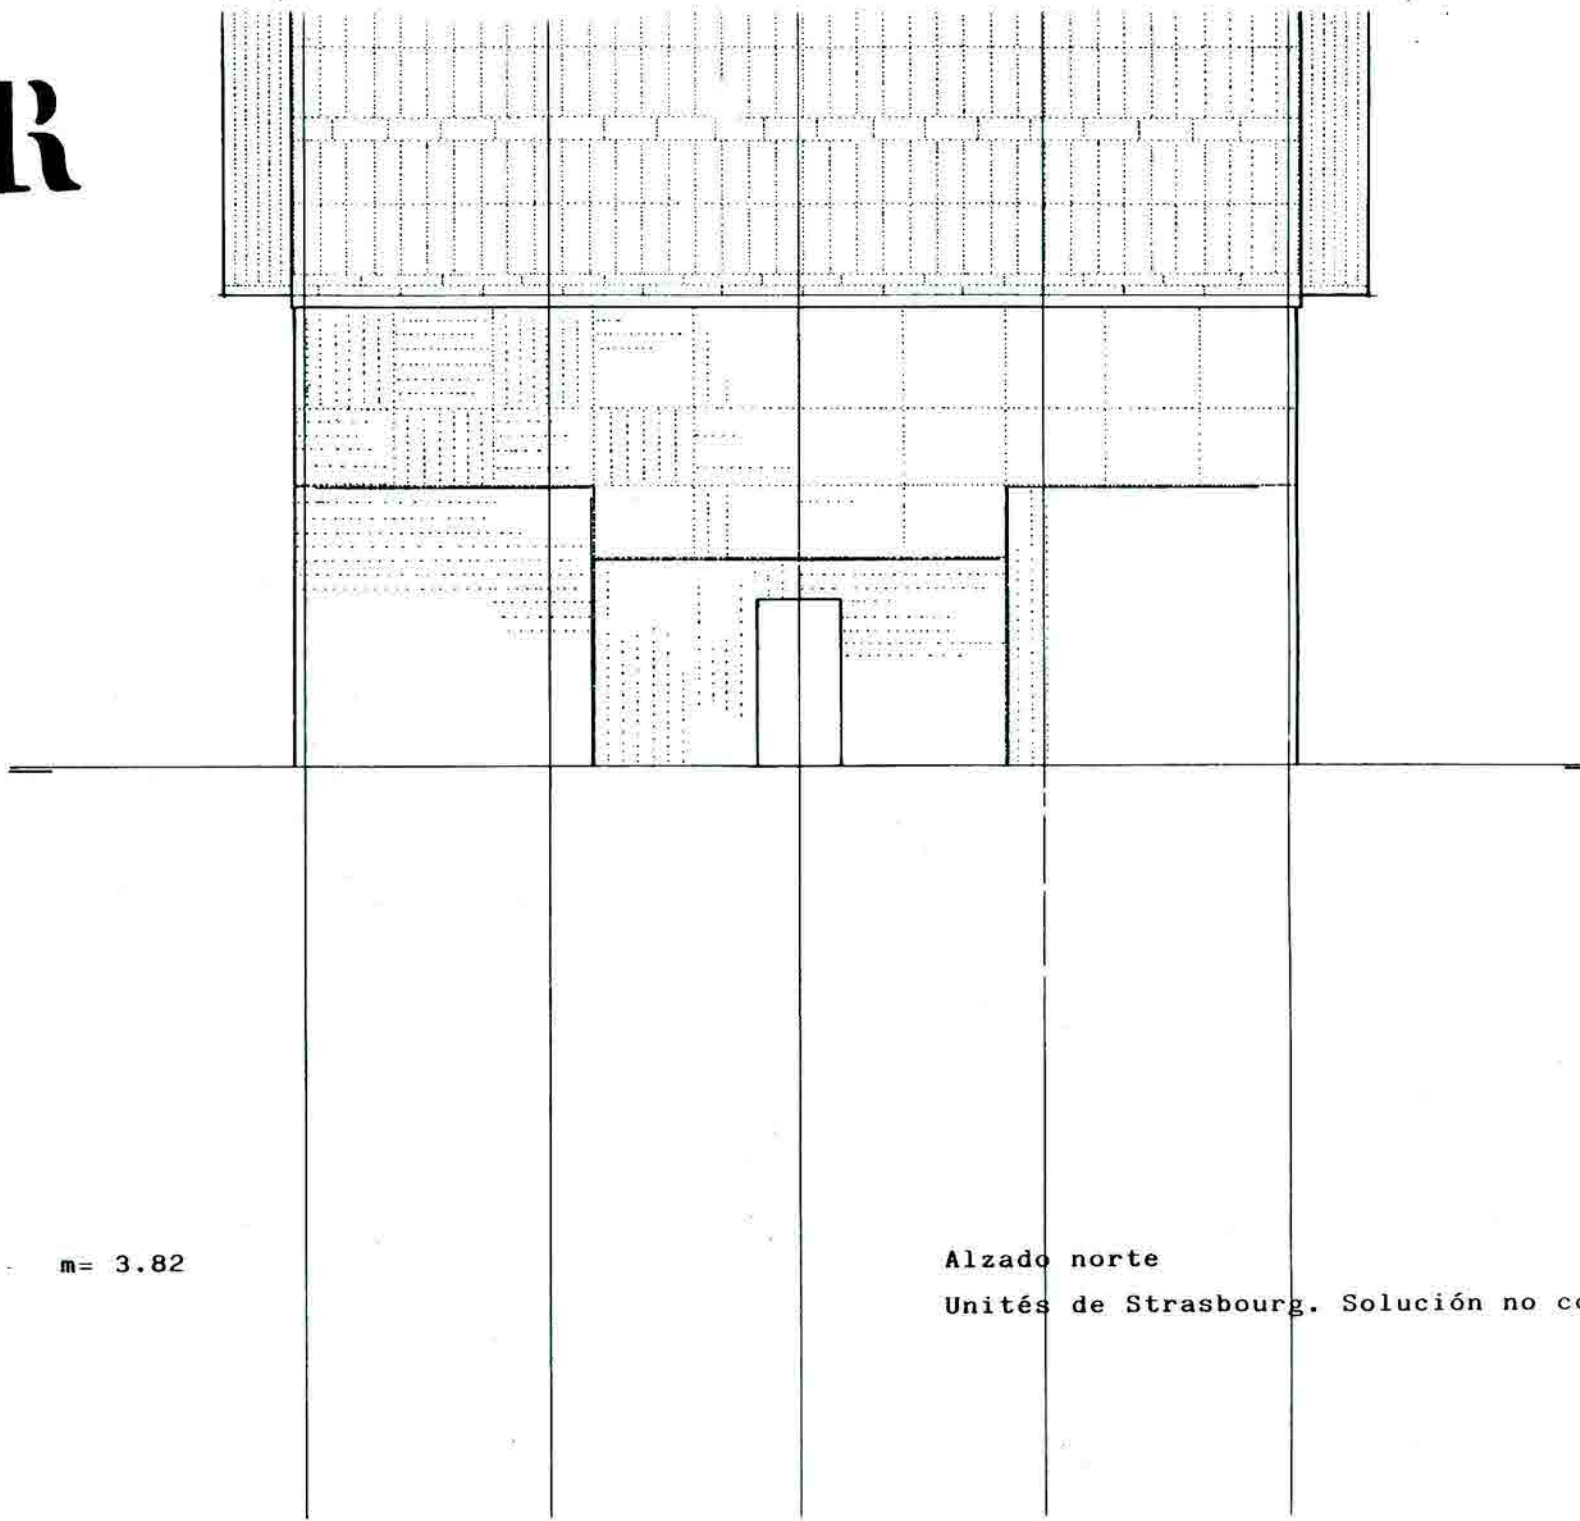 R
m= 3.82
Alzado norte
Unités de Strasbourg. Solución no